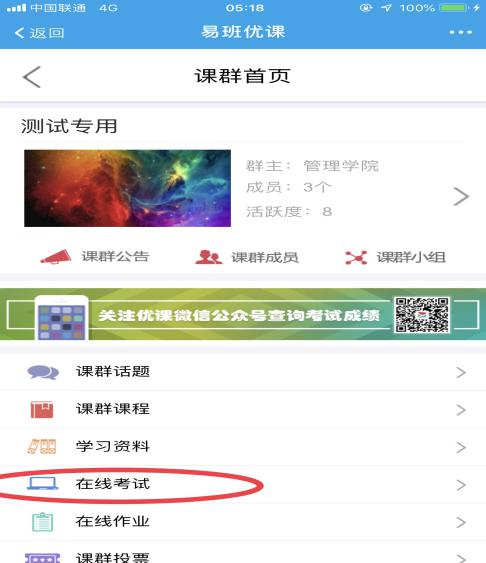 中国联通 4G 05:18 100%
返回 易班优课
课群首页
测试专用
群主：管理学院
成员：3个
活跃度：8
课群公告 课群成员 课群小组
关注优课微信公众号查询考试成绩
课群话题
课群课程
学习资料
在线考试
在线作业
课群投票